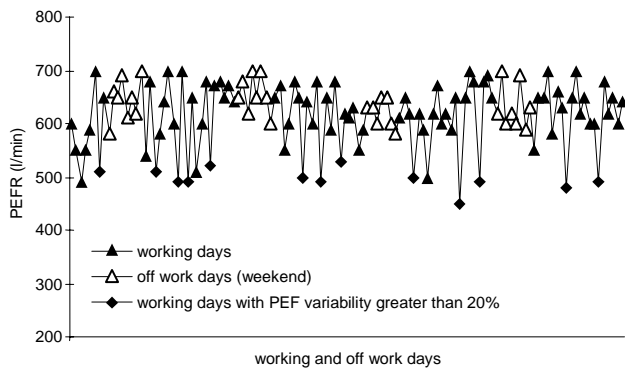 800
700
600
500
400
300
200
PEFR (l/min)
working days
off work days (weekend)
working days with PEF variability greater than 20%
working and off work days